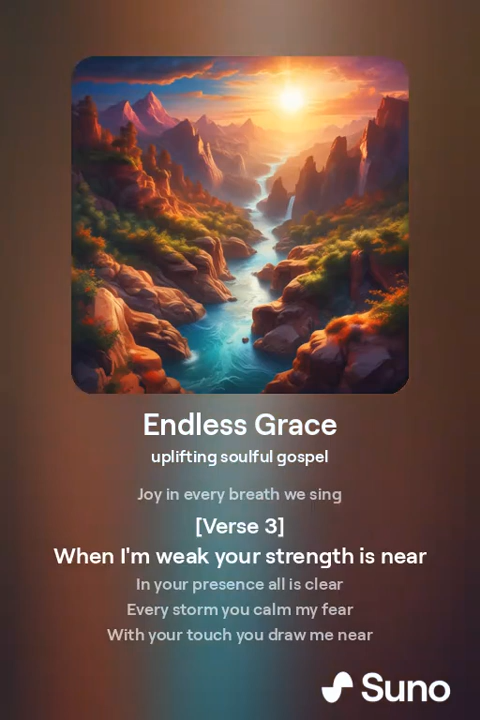 Endless Grace
uplifting soulful gospel
Joy in every breath we sing
[Verse 3]
When I'm weak your strength is near
In your presence all is clear
Every storm you calm my fear
With your touch you draw me near
Suno